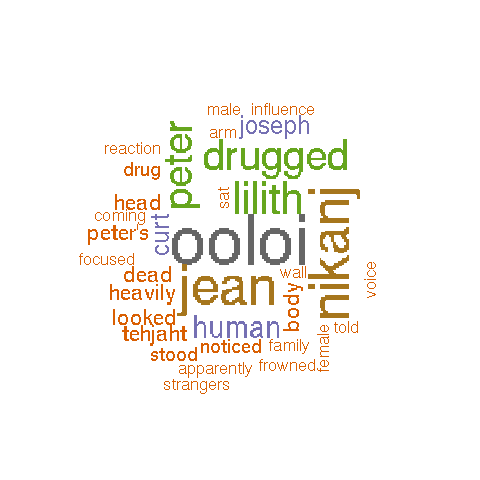 male influence
arm joseph
reaction peter drugged
drug
head sat lilith
coming curt ooloi nikanj
peter's
focused
dead jean wall voice
heavily body
looked human told
tehjaht female
stood noticed family
apparently frowned
strangers